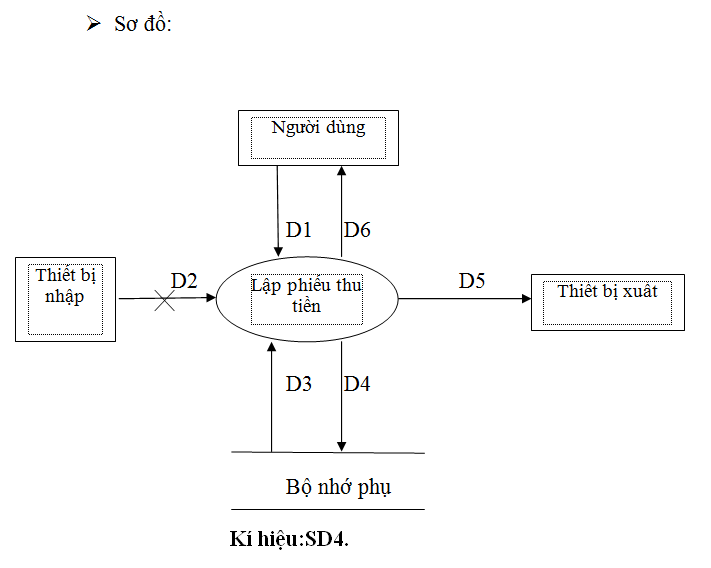 ➢ Sơ đồ:
Người dùng
D1
D6
Thiết bị
nhập
D2
Lập phiếu thu
tiền
D5
Thiết bị xuất
D3
D4
Bộ nhớ phụ
Kí hiệu:SD4.